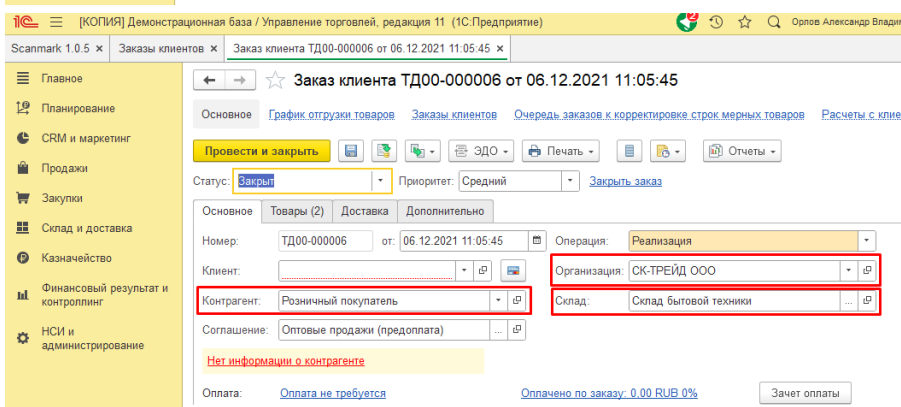 1С [КОПИЯ] Демонстрационная база / Управление торговлей, редакция 11 (1С:Предприятие) Орлов Александр Влади
Scanmark 1.0.5 × Заказы клиентов × Заказ клиента ТД00-000006 от 06.12.2021 11:05:45 ×
Главное
Планирование
CRM и маркетинг
Продажи
Закупки
Склад и доставка
Казначейство
Финансовый результат и
контроллинг
НСИ и
администрирование
Заказ клиента ТД00-000006 от 06.12.2021 11:05:45
Основное График отгрузки товаров Заказы клиентов Очередь заказов к корректировке строк мерных товаров Расчеты с клие
Провести и закрыть ЭДО Печать Отчеты
Статус: Закрыт Приоритет: Средний Закрыть заказ
Основное Товары (2) Доставка Дополнительно
Номер: ТД00-000006 от: 06.12.2021 11:05:45 Операция: Реализация
Клиент: Организация: СК-ТРЕЙД ООО
Контрагент: Розничный покупатель Склад: Склад бытовой техники
Соглашение: Оптовые продажи (предоплата)
Нет информации о контрагенте
Оплата: Оплата не требуется Оплачено по заказу: 0.00 RUB 0% Зачет оплаты